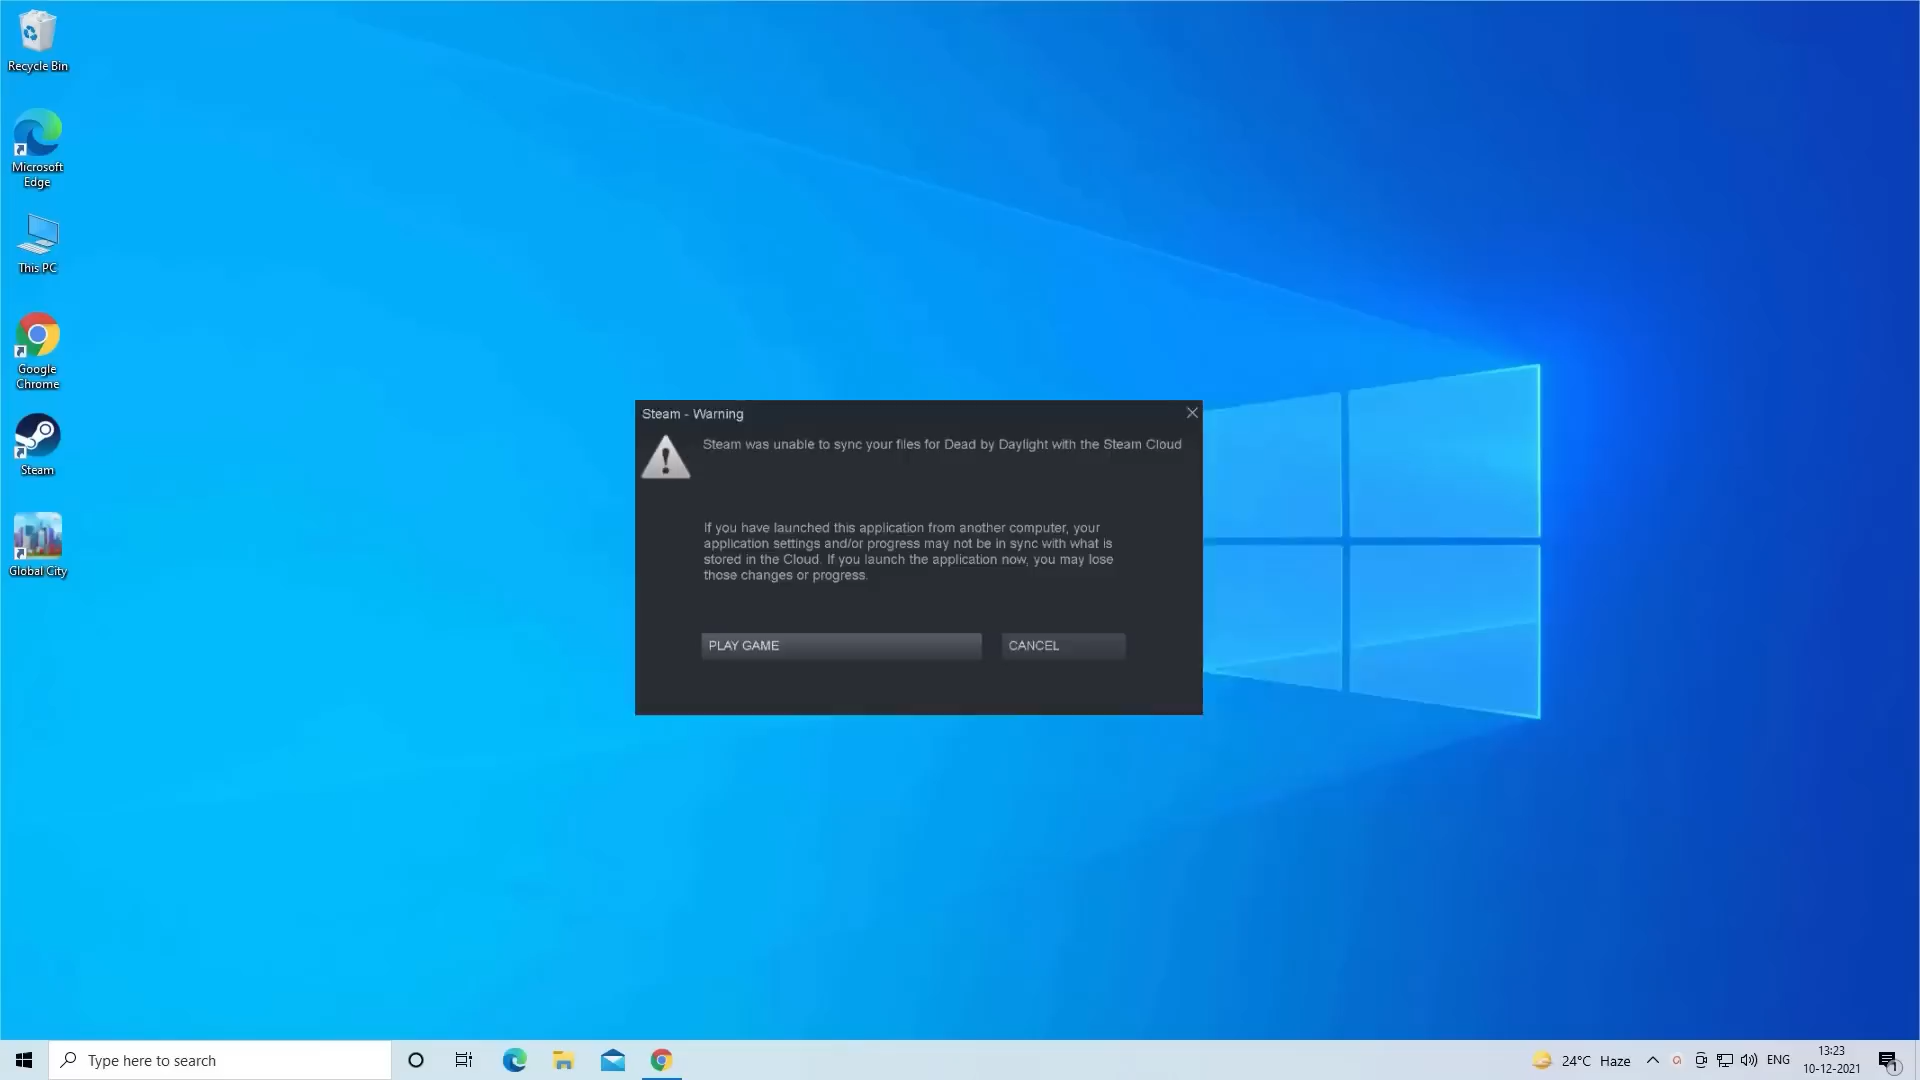 Recycle Bin
Microsoft
Edge
This PC
Google
Chrome
Steam
Global City
Steam - Warning
Steam was unable to sync your files for Dead by Daylight with the Steam Cloud
If you have launched this application from another computer, your
application settings and/or progress may not be in sync with what is
stored in the Cloud. If you launch the application now, you may lose
those changes or progress.
PLAY GAME
CANCEL
Type here to search
24°C Haze
ENG
13:23
10-12-2021
1